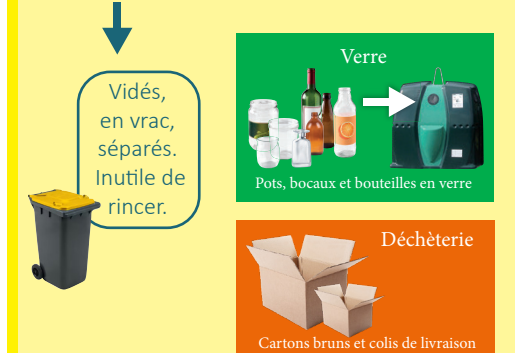 Vidés,
en vrac,
séparés.
Inutile de
rincer.
Verre
Pots, bocaux et bouteilles en verre
Déchèterie
Cartons bruns et colis de livraison